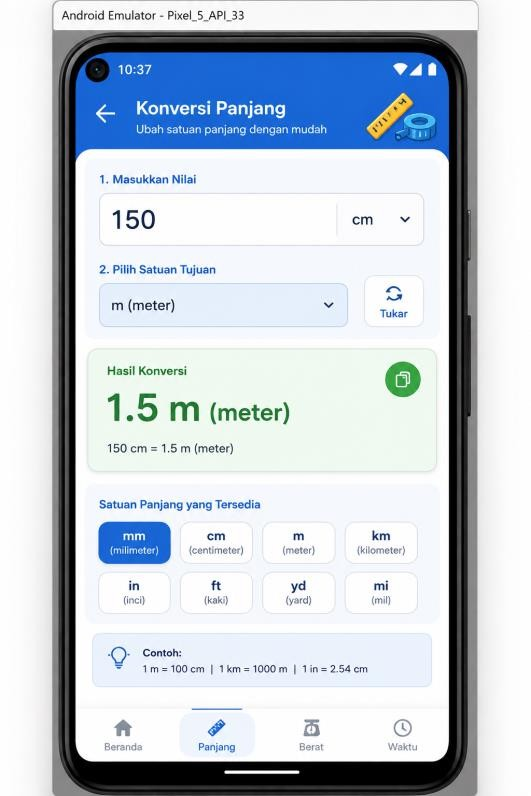 Android Emulator - Pixel_5_API_33
10:37
Konversi Panjang
Ubah satuan panjang dengan mudah
1. Masukkan Nilai
150
cm
2. Pilih Satuan Tujuan
m (meter)
Tukar
Hasil Konversi
1.5 m (meter)
150 cm = 1.5 m (meter)
Satuan Panjang yang Tersedia
mm cm m km
(milimeter) (centimeter) (meter) (kilometer)
in ft yd mi
(inci) (kaki) (yard) (mil)
Contoh:
1 m = 100 cm | 1 km = 1000 m | 1 in = 2.54 cm
Beranda Panjang Berat Waktu